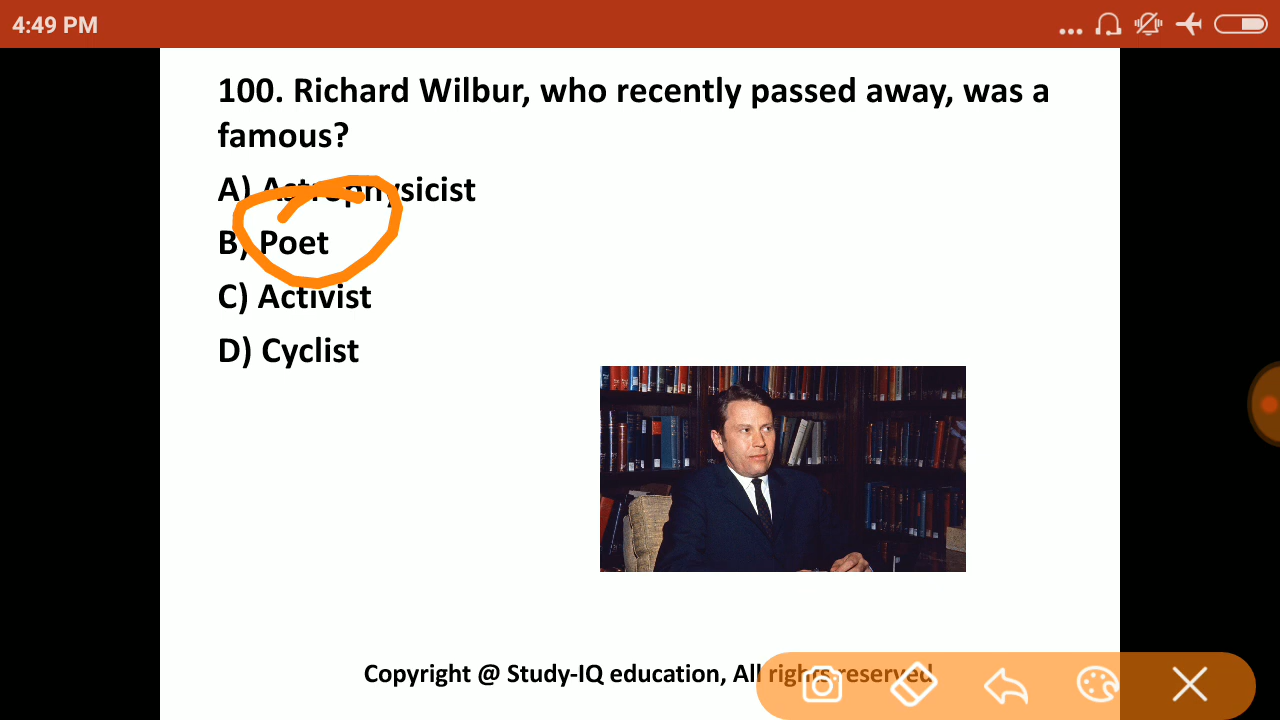 4:49 PM
100. Richard Wilbur, who recently passed away, was a
famous?
A) Astrophysicist
B) Poet
C) Activist
D) Cyclist
Copyright @ Study-IQ education, All rights reserved